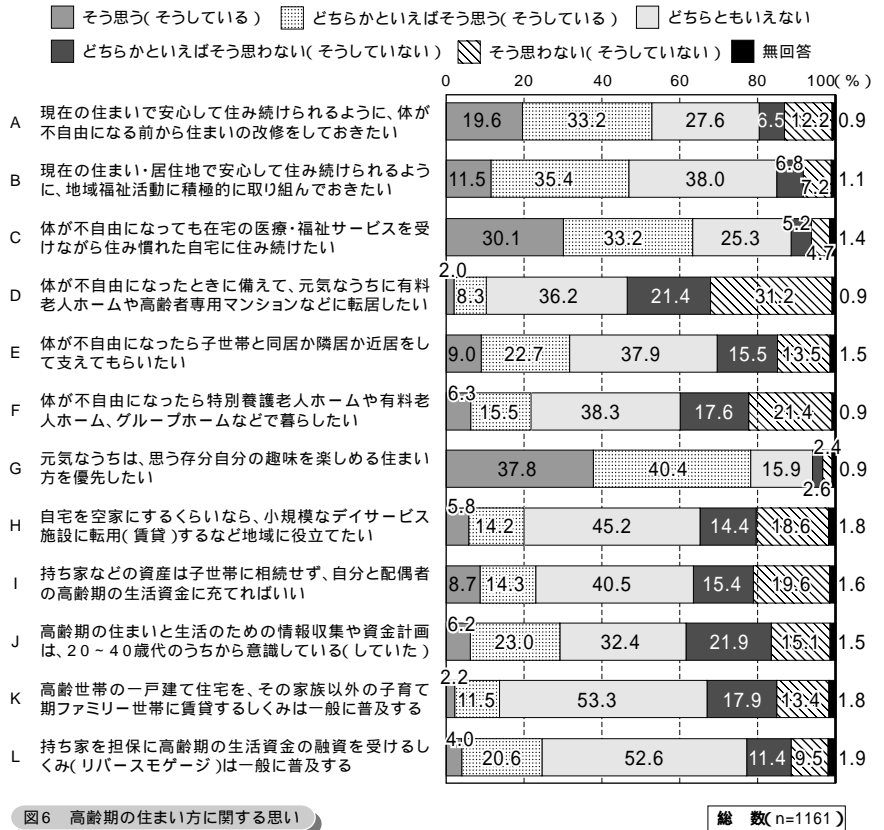 そう思う(そうしている) どちらかといえばそう思う(そうしている) どちらともいえない
どちらかといえばそう思わない(そうしていない) そう思わない(そうしていない) 無回答
0 20 40 60 80 100(%)
A 現在の住まいで安心して住み続けられるように、体が
不自由になる前から住まいの改修をしておきたい
19.6 33.2 27.6 6.5 12.2 0.9
B 現在の住まい・居住地で安心して住み続けられるよう
に、地域福祉活動に積極的に取り組んでおきたい
11.5 35.4 38.0 6.8 7.2 1.1
C 体が不自由になっても在宅の医療・福祉サービスを受
けながら住み慣れた自宅に住み続けたい
30.1 33.2 25.3 5.2 4.7 1.4
D 体が不自由になったときに備えて、元気なうちに有料
老人ホームや高齢者専用マンションなどに転居したい
2.0 8.3 36.2 21.4 31.2 0.9
E 体が不自由になったら子世帯と同居か隣居か近居をし
て支えてもらいたい
9.0 22.7 37.9 15.5 13.5 1.5
F 体が不自由になったら特別養護老人ホームや有料老
人ホーム、グループホームなどで暮らしたい
6.3 15.5 38.3 17.6 21.4 0.9
G 元気なうちは、思う存分自分の趣味を楽しめる住まい
方を優先したい
37.8 40.4 15.9 2.6 2.4 0.9
H 自宅を空家にするくらいなら、小規模なデイサービス
施設に転用(賃貸)するなど地域に役立てたい
5.8 14.2 45.2 14.4 18.6 1.8
I 持ち家などの資産は子世帯に相続せず、自分と配偶者
の高齢期の生活資金に充てればいい
8.7 14.3 40.5 15.4 19.6 1.6
J 高齢期の住まいと生活のための情報収集や資金計画
は、20~40歳代のうちから意識している(していた)
6.2 23.0 32.4 21.9 15.1 1.5
K 高齢世帯の一戸建て住宅を、その家族以外の子育て
期ファミリー世帯に賃貸するしくみは一般に普及する
2.2 11.5 53.3 17.9 13.4 1.8
L 持ち家を担保に高齢期の生活資金の融資を受けるし
くみ(リバースモゲージ)は一般に普及する
4.0 20.6 52.6 11.4 9.5 1.9
図6 高齢期の住まい方に関する思い
総 数(n=1161)